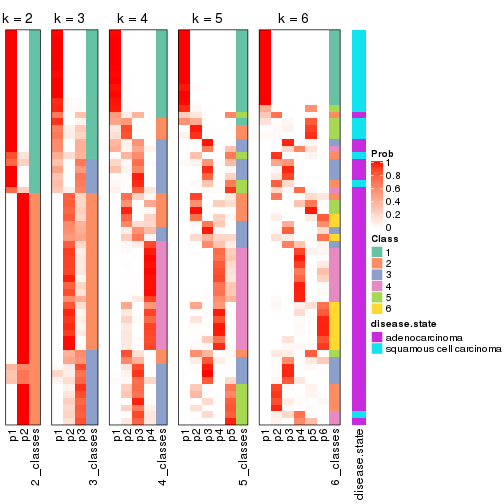 k = 2 k = 3 k = 4 k = 5 k = 6
Prob
1
0.8
0.6
0.4
0.2
0
Class
1
2
3
4
5
6
disease.state
adenocarcinoma
squamous cell carcinoma
p1 p2 2_classes p1 p2 p3 3_classes p1 p2 p3 p4 4_classes p1 p2 p3 p4 p5 5_classes p1 p2 p3 p4 p5 p6 6_classes disease.state